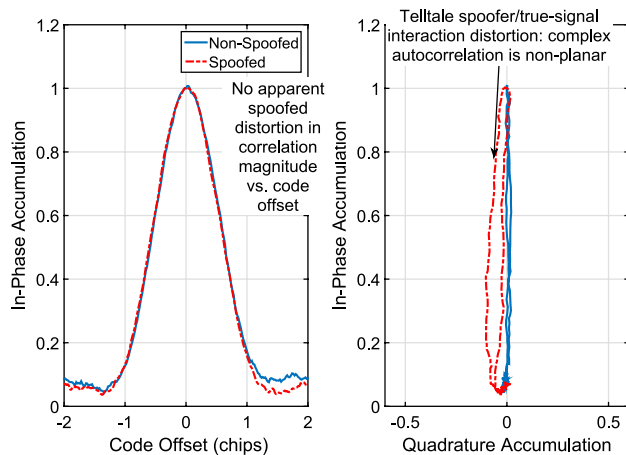 Telltale spoofer/true-signal
interaction distortion: complex
autocorrelation is non-planar
Non-Spoofed
Spoofed
No apparent
spoofed
distortion in
correlation
magnitude
vs. code
offset
In-Phase Accumulation
1.2
1
0.8
0.6
0.4
0.2
0
-2
-1
0
1
2
Code Offset (chips)
In-Phase Accumulation
1.2
1
0.8
0.6
0.4
0.2
0
-0.5
0
0.5
Quadrature Accumulation